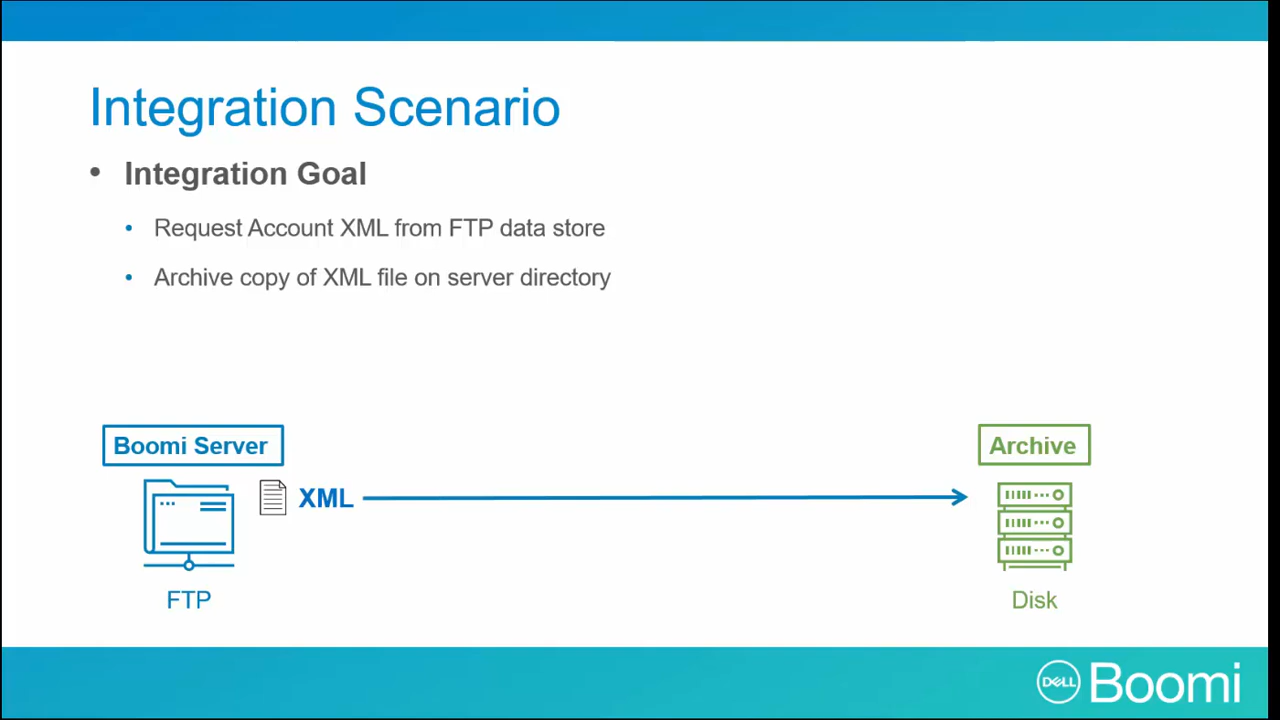 Integration Scenario
• Integration Goal
• Request Account XML from FTP data store
• Archive copy of XML file on server directory
Boomi Server
Archive
XML
FTP
Disk
DELL Boomi